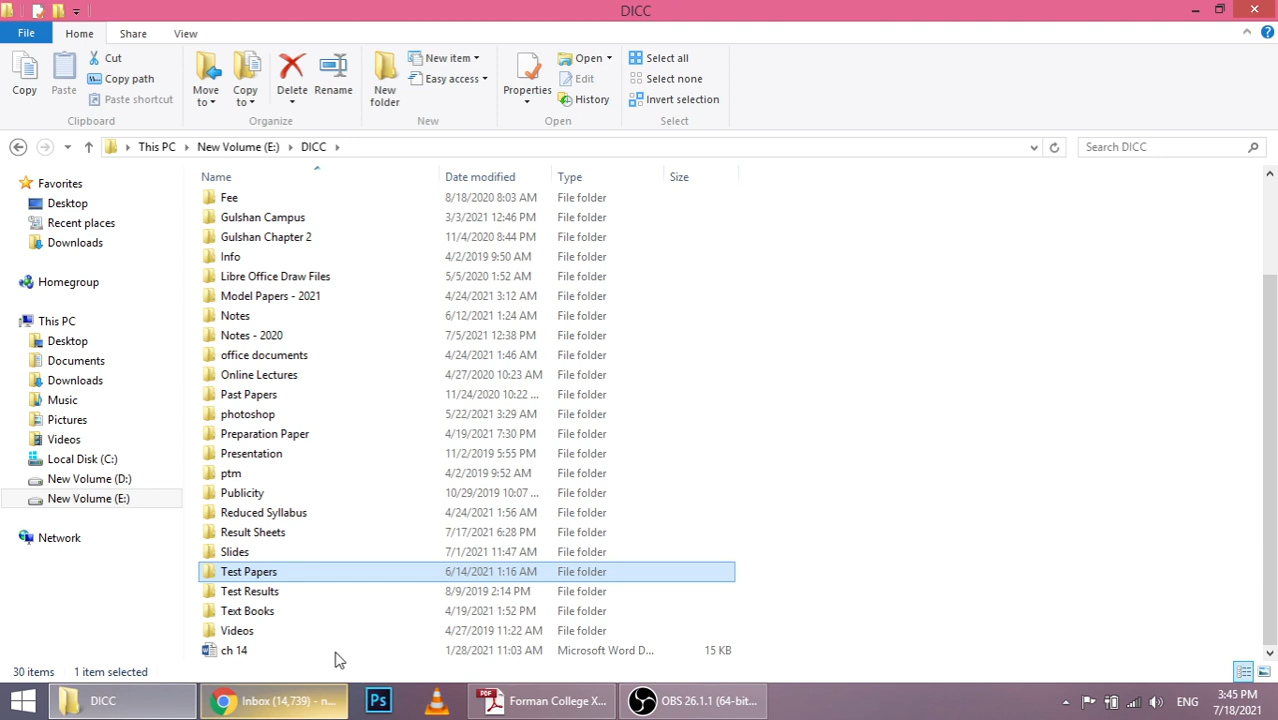 DICC
File Home Share View
Copy Paste Cut Copy path Paste shortcut
Clipboard
Move to Copy to Delete Rename
Organize
New folder New item Easy access
New
Properties Open Edit History
Open
Select all Select none Invert selection
Select
This PC New Volume (E:) DICC Search DICC
Favorites
Desktop
Recent places
Downloads
Homegroup
This PC
Desktop
Documents
Downloads
Music
Pictures
Videos
Local Disk (C:)
New Volume (D:)
New Volume (E:)
Network
Name Date modified Type Size
Fee 8/18/2020 8:03 AM File folder
Gulshan Campus 3/3/2021 12:46 PM File folder
Gulshan Chapter 2 11/4/2020 8:44 PM File folder
Info 4/2/2019 9:50 AM File folder
Libre Office Draw Files 5/5/2020 1:52 AM File folder
Model Papers - 2021 4/24/2021 3:12 AM File folder
Notes 6/12/2021 1:24 AM File folder
Notes - 2020 7/5/2021 12:38 PM File folder
office documents 4/24/2021 1:46 AM File folder
Online Lectures 4/27/2020 10:23 AM File folder
Past Papers 11/24/2020 10:22 ... File folder
photoshop 5/22/2021 3:29 AM File folder
Preparation Paper 4/19/2021 7:30 PM File folder
Presentation 11/2/2019 5:55 PM File folder
ptm 4/2/2019 9:52 AM File folder
Publicity 10/29/2019 10:07 ... File folder
Reduced Syllabus 4/24/2021 1:56 AM File folder
Result Sheets 7/17/2021 6:28 PM File folder
Slides 7/1/2021 11:47 AM File folder
Test Papers 6/14/2021 1:16 AM File folder
Test Results 8/9/2019 2:14 PM File folder
Text Books 4/19/2021 1:52 PM File folder
Videos 4/27/2019 11:22 AM File folder
ch 14 1/28/2021 11:03 AM Microsoft Word D... 15 KB
30 items 1 item selected
DICC Inbox (14,739) - n... Ps PDF Forman College X... OBS 26.1.1 (64-bit... ENG 3:45 PM
7/18/2021